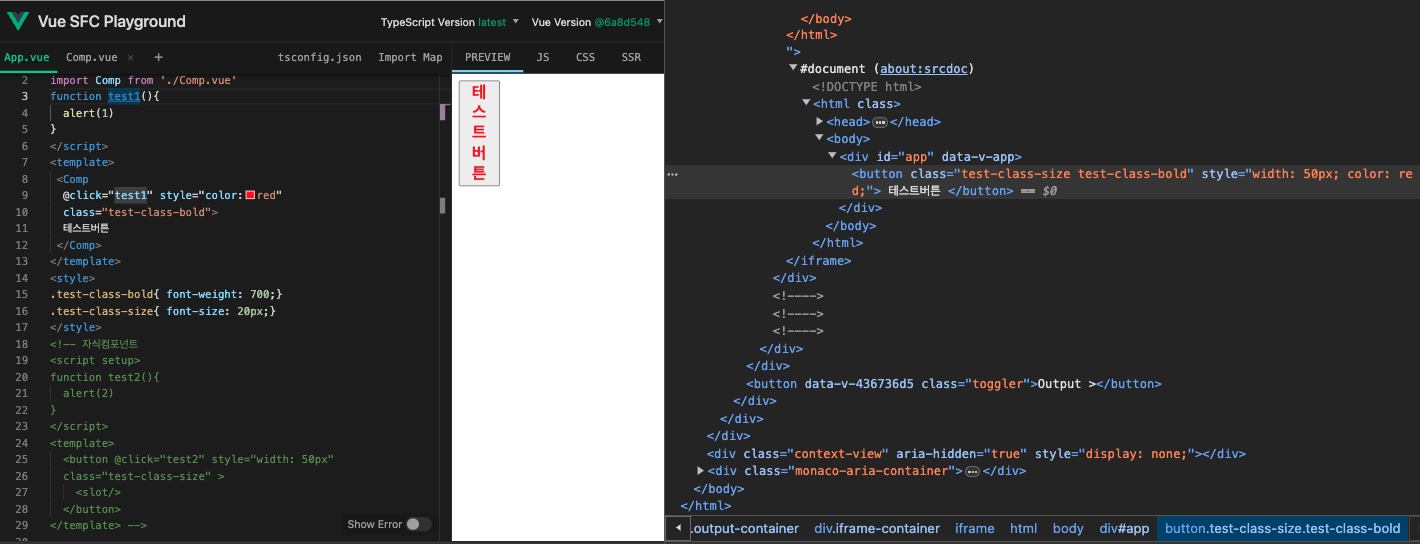 Vue SFC Playground
TypeScript Version latest
Vue Version @6a8d548
App.vue
Comp.vue ×
+
tsconfig.json
Import Map
PREVIEW
JS
CSS
SSR
2 import Comp from './Comp.vue'
3 function test1(){
4 alert(1)
5 }
6 </script>
7 <template>
8 <Comp
9 @click="test1" style="color:red"
10 class="test-class-bold">
11 테스트버튼
12 </Comp>
13 </template>
14 <style>
15 .test-class-bold{ font-weight: 700;}
16 .test-class-size{ font-size: 20px;}
17 </style>
18 <!-- 자식컴포넌트
19 <script setup>
20 function test2(){
21 alert(2)
22 }
23 </script>
24 <template>
25 <button @click="test2" style="width: 50px"
26 class="test-class-size" >
27 <slot/>
28 </button>
29 </template> -->
Show Error
테
스
트
버
튼
</body>
</html>
">
#document (about:srcdoc)
<!DOCTYPE html>
<html class>
<head>…</head>
<body>
<div id="app" data-v-app>
<button class="test-class-size test-class-bold" style="width: 50px; color: re
d;"> 테스트버튼 </button> == $0
</div>
</body>
</html>
</iframe>
</div>
<!---->
<!---->
<!---->
</div>
</div>
<button data-v-436736d5 class="toggler">Output ></button>
</div>
</div>
</div>
<div class="context-view" aria-hidden="true" style="display: none;"></div>
<div class="monaco-aria-container">…</div>
</body>
</html>
.output-container div.iframe-container iframe html body div#app button.test-class-size.test-class-bold